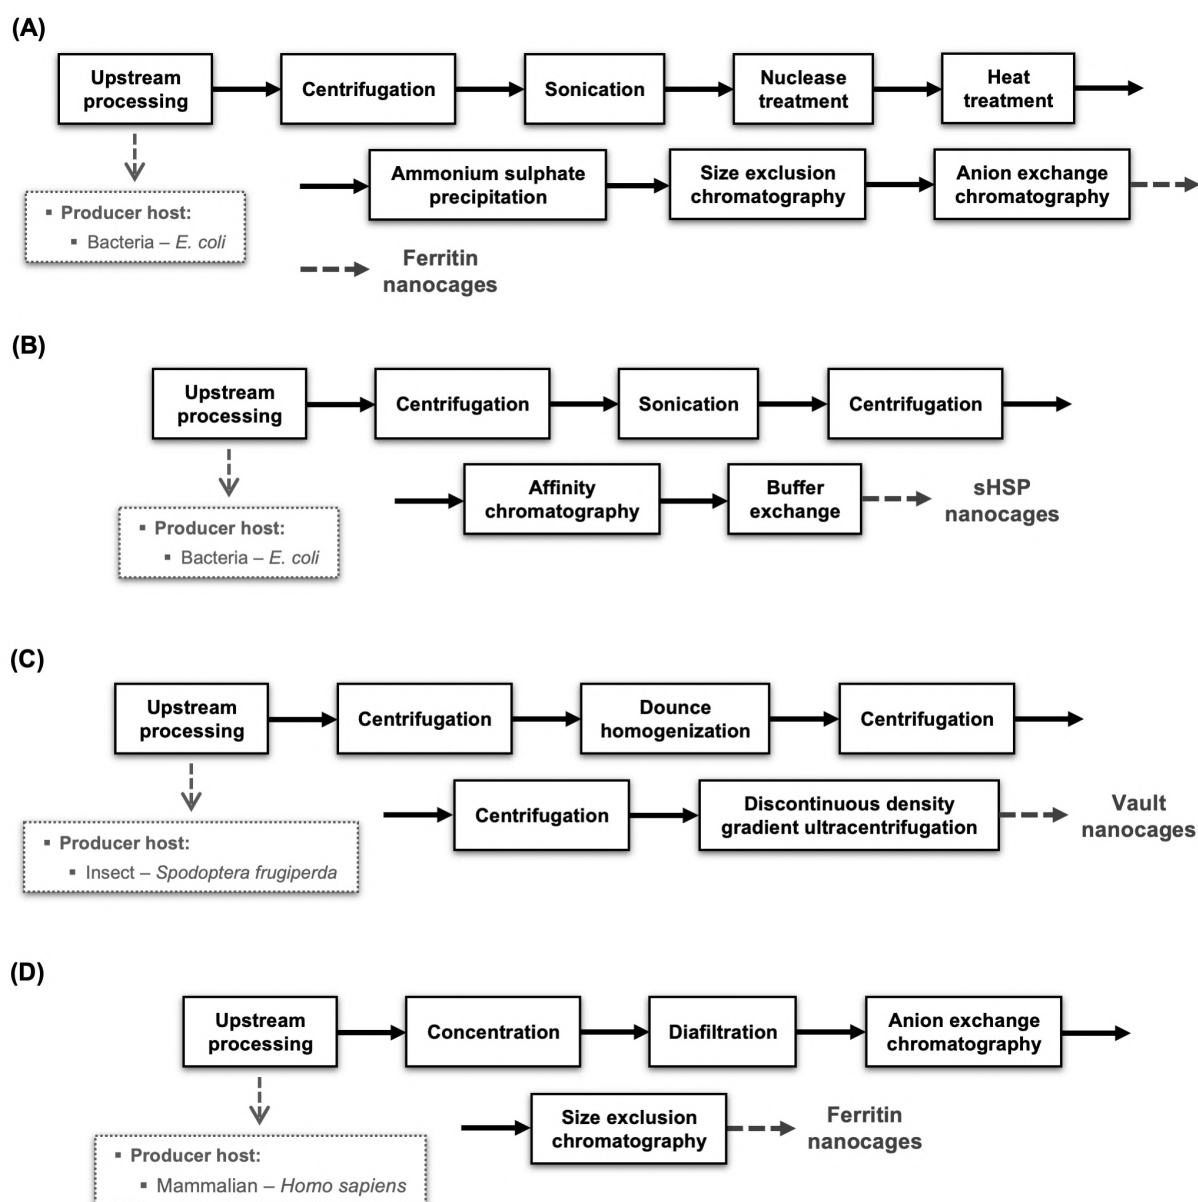 (A)
Upstream
processing
Centrifugation
Sonication
Nuclease
treatment
Heat
treatment
Ammonium sulphate
precipitation
Size exclusion
chromatography
Anion exchange
chromatography
▪ Producer host:
▪ Bacteria – E. coli
Ferritin
nanocages
(B)
Upstream
processing
Centrifugation
Sonication
Centrifugation
Affinity
chromatography
Buffer
exchange
sHSP
nanocages
▪ Producer host:
▪ Bacteria – E. coli
(C)
Upstream
processing
Centrifugation
Dounce
homogenization
Centrifugation
Centrifugation
Discontinuous density
gradient ultracentrifugation
Vault
nanocages
▪ Producer host:
▪ Insect – Spodoptera frugiperda
(D)
Upstream
processing
Concentration
Diafiltration
Anion exchange
chromatography
Size exclusion
chromatography
Ferritin
nanocages
▪ Producer host:
▪ Mammalian – Homo sapiens